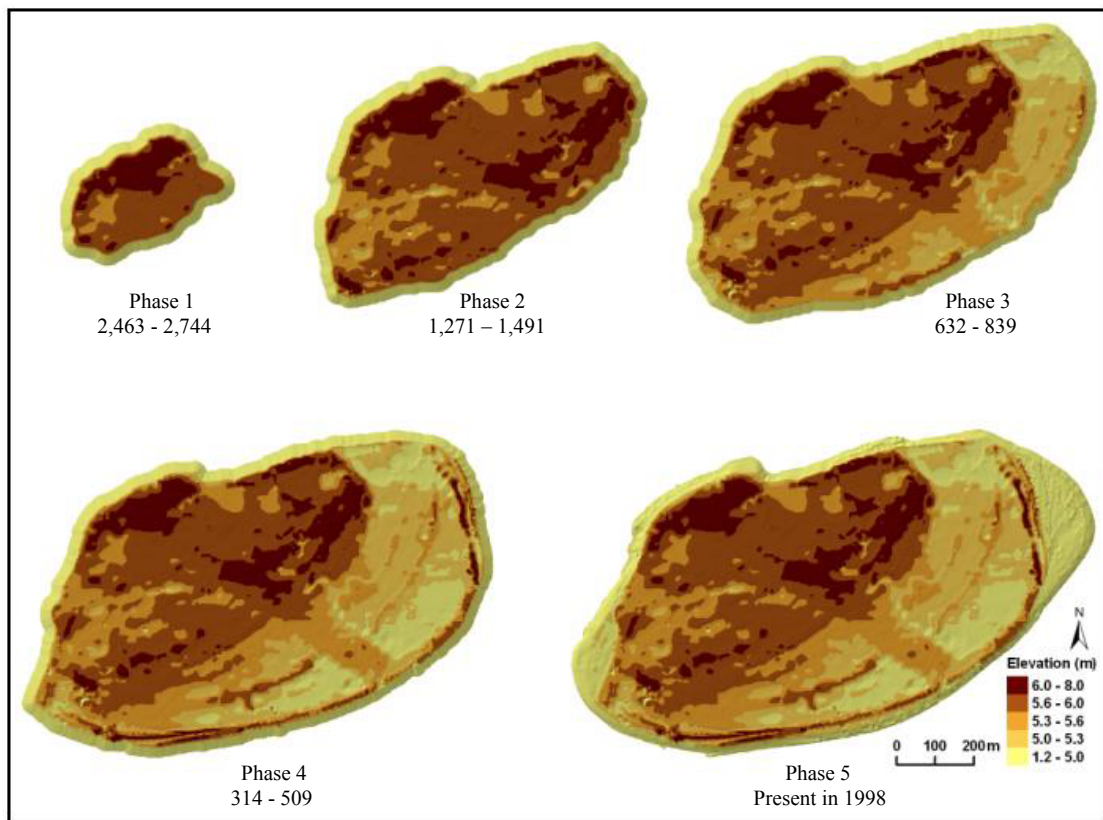 Phase 1
2,463 - 2,744
Phase 2
1,271 – 1,491
Phase 3
632 - 839
Phase 4
314 - 509
Phase 5
Present in 1998
N
Elevation (m)
6.0 - 8.0
5.6 - 6.0
5.3 - 5.6
5.0 - 5.3
1.2 - 5.0
0 100 200 m